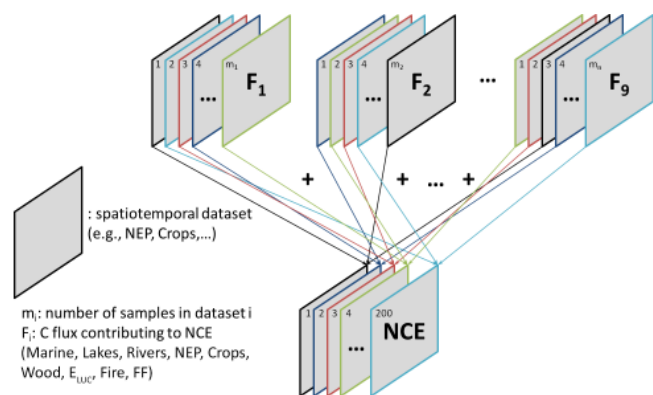 1 2 3 4 ... m₁ F₁
1 2 3 4 ... m₂ F₂
...
1 2 3 4 ... mₙ F₉
+ + ... +
: spatiotemporal dataset
(e.g., NEP, Crops,...)
mᵢ: number of samples in dataset i
Fᵢ: C flux contributing to NCE
(Marine, Lakes, Rivers, NEP, Crops,
Wood, E_LUC, Fire, FF)
1 2 3 4 ... 200 NCE